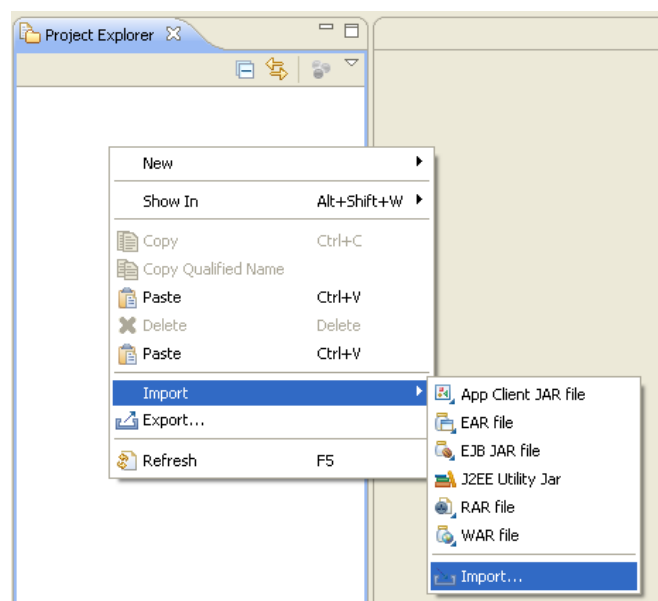 Project Explorer
New
Show In Alt+Shift+W
Copy Ctrl+C
Copy Qualified Name
Paste Ctrl+V
Delete Delete
Paste Ctrl+V
Import
Export...
Refresh F5
App Client JAR file
EAR file
EJB JAR file
J2EE Utility Jar
RAR file
WAR file
Import...